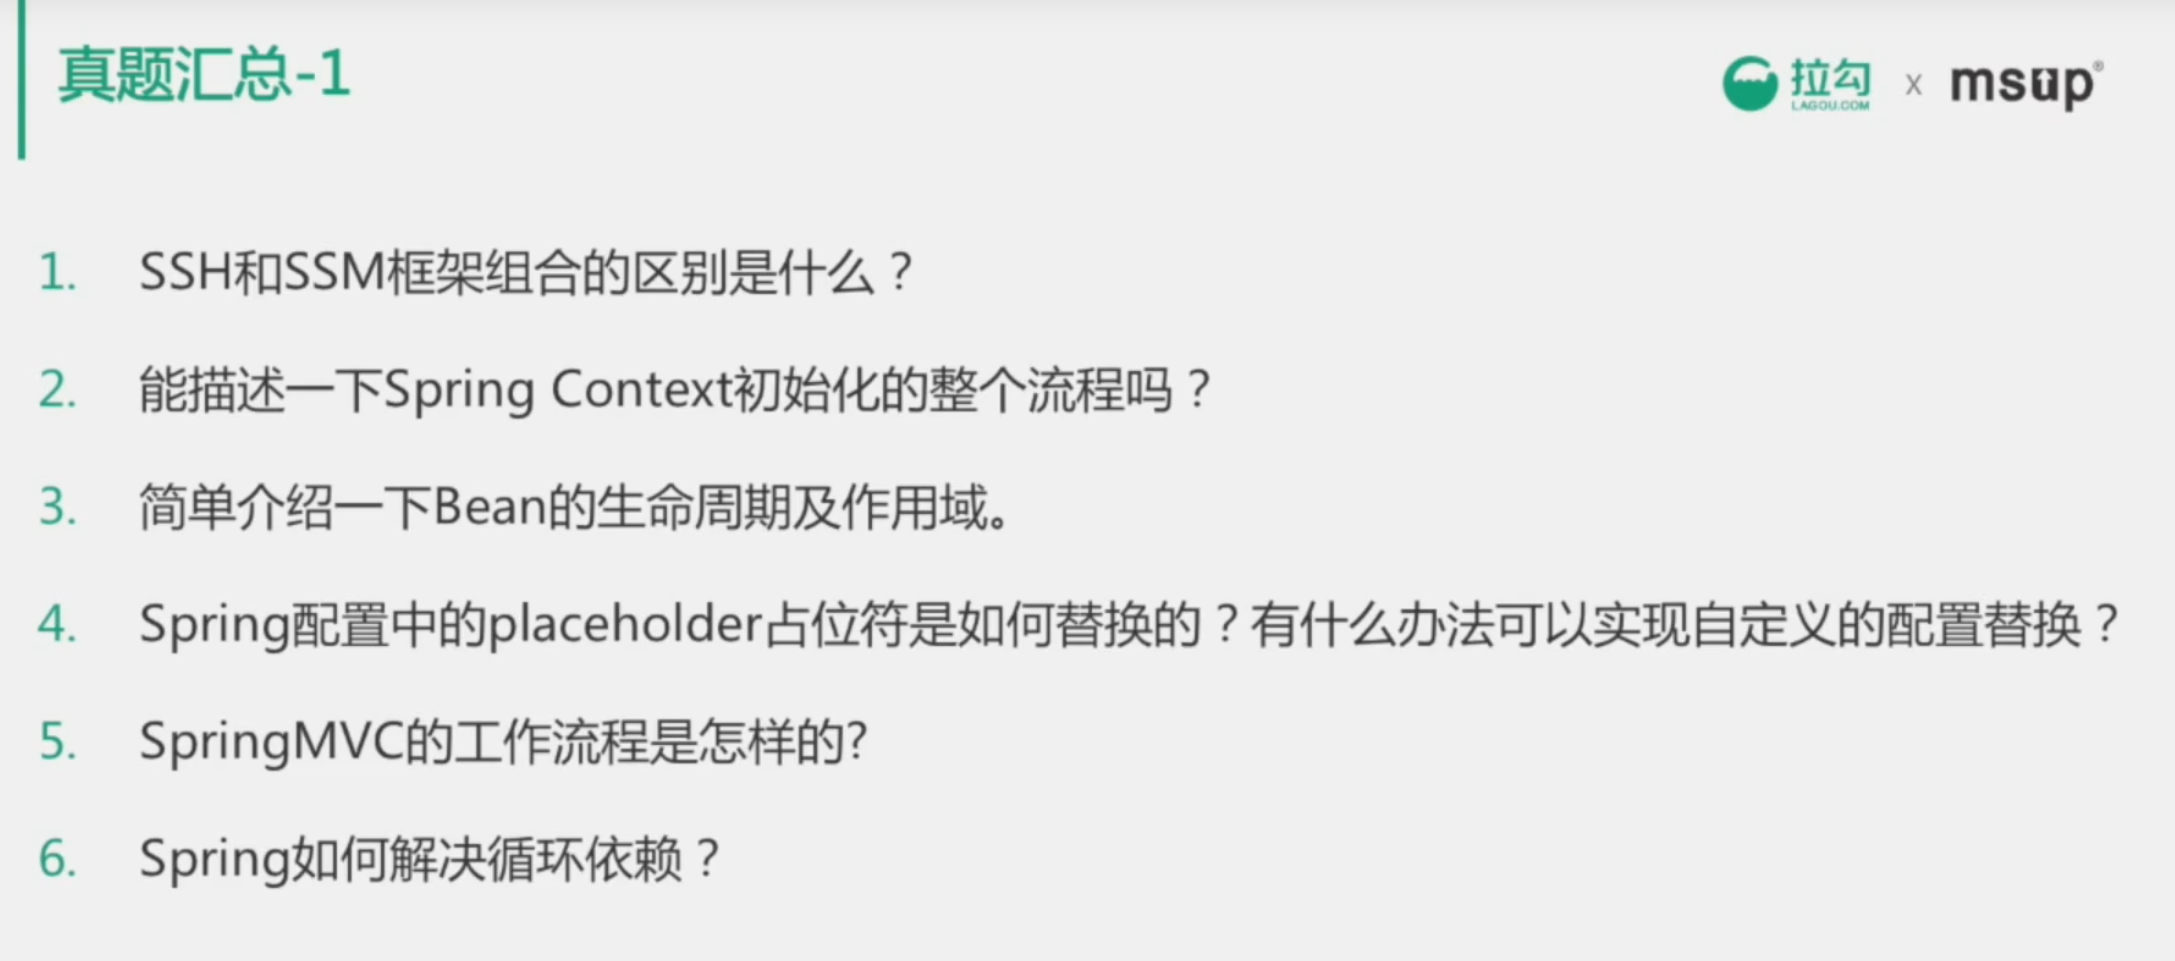 真题汇总-1
拉勾 x msup®
LAGOU.COM
1. SSH和SSM框架组合的区别是什么？
2. 能描述一下Spring Context初始化的整个流程吗？
3. 简单介绍一下Bean的生命周期及作用域。
4. Spring配置中的placeholder占位符是如何替换的？有什么办法可以实现自定义的配置替换？
5. SpringMVC的工作流程是怎样的?
6. Spring如何解决循环依赖？